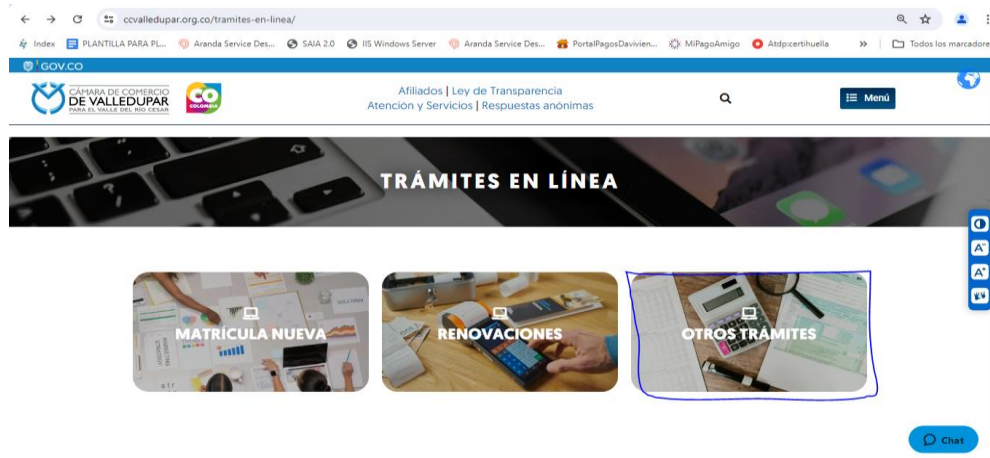 ccvalledupar.org.co/tramites-en-linea/
Index PLANTILLA PARA PL... Aranda Service Des... SAIA 2.0 IIS Windows Server Aranda Service Des... PortalPagosDavivien... MiPagoAmigo Atdp:certihuella » Todos los marcadore
GOV.CO
CÁMARA DE COMERCIO
DE VALLEDUPAR
PARA EL VALLE DEL RÍO CESAR
CO
COLOMBIA
Afiliados | Ley de Transparencia
Atención y Servicios | Respuestas anónimas
Menú
TRÁMITES EN LÍNEA
A-
A+
MATRÍCULA NUEVA
RENOVACIONES
OTROS TRÁMITES
Chat